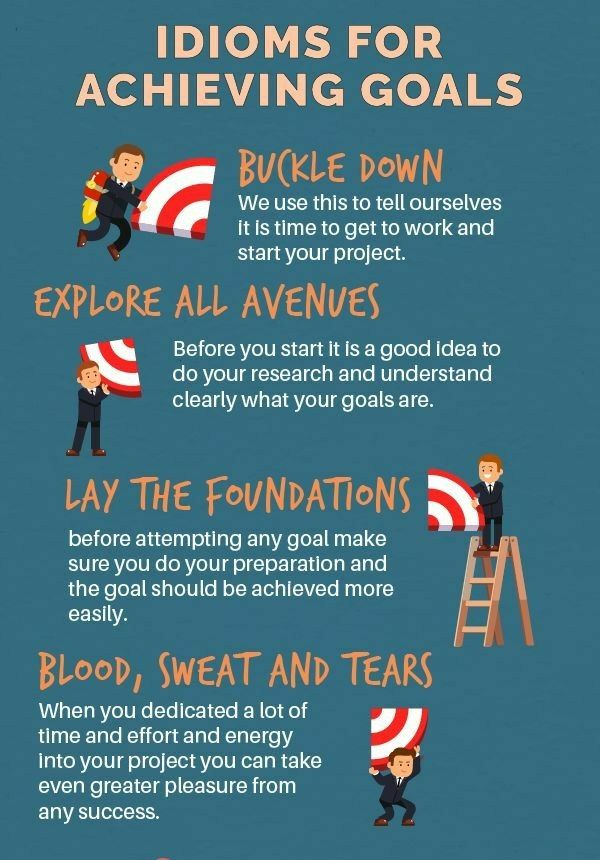 IDIOMS FOR
ACHIEVING GOALS
BUCKLE DOWN
We use this to tell ourselves
it is time to get to work and
start your project.
EXPLORE ALL AVENUES
Before you start it is a good idea to
do your research and understand
clearly what your goals are.
LAY THE FOUNDATIONS
before attempting any goal make
sure you do your preparation and
the goal should be achieved more
easily.
BLOOD, SWEAT AND TEARS
When you dedicated a lot of
time and effort and energy
into your project you can take
even greater pleasure from
any success.